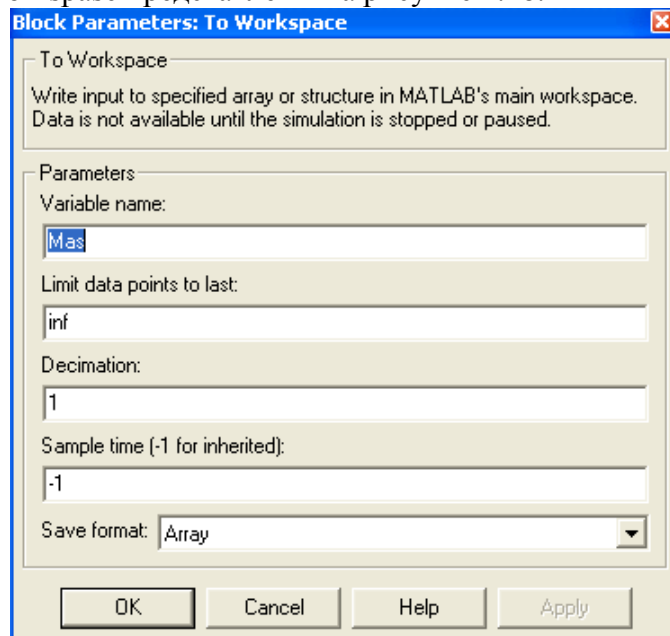 Block Parameters: To Workspace
To Workspace
Write input to specified array or structure in MATLAB's main workspace.
Data is not available until the simulation is stopped or paused.
Parameters
Variable name:
Mas
Limit data points to last:
inf
Decimation:
1
Sample time (-1 for inherited):
-1
Save format: Array
OK Cancel Help Apply